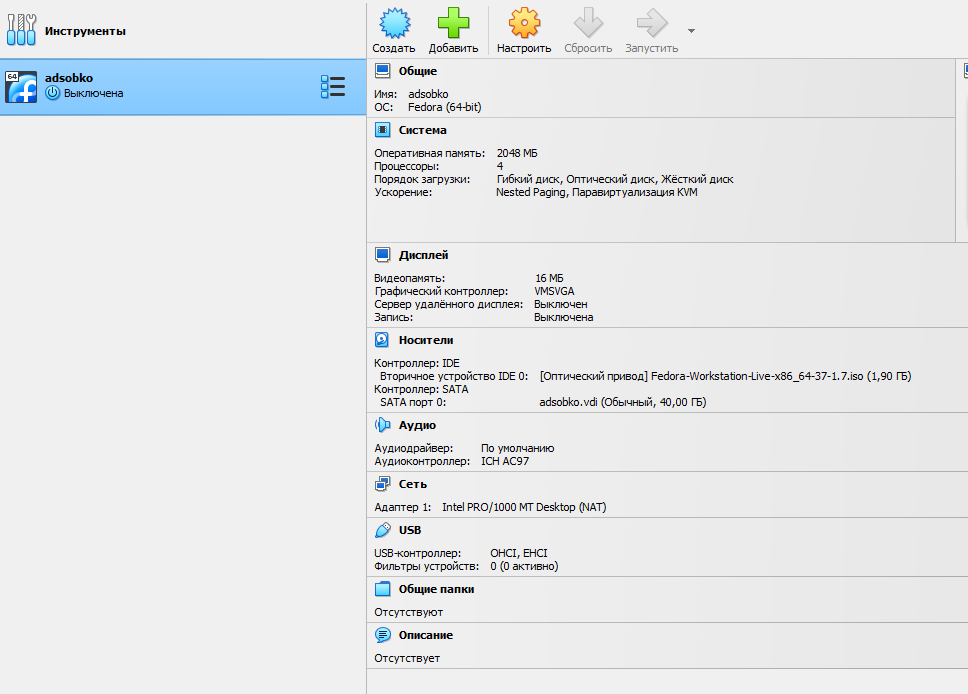 Инструменты
Создать Добавить Настроить Сбросить Запустить
64
adsobko
Выключена
Общие
Имя: adsobko
ОС: Fedora (64-bit)
Система
Оперативная память: 2048 МБ
Процессоры: 4
Порядок загрузки: Гибкий диск, Оптический диск, Жёсткий диск
Ускорение: Nested Paging, Паравиртуализация KVM
Дисплей
Видеопамять: 16 МБ
Графический контроллер: VMSVGA
Сервер удалённого дисплея: Выключен
Запись: Выключена
Носители
Контроллер: IDE
Вторичное устройство IDE 0: [Оптический привод] Fedora-Workstation-Live-x86_64-37-1.7.iso (1,90 ГБ)
Контроллер: SATA
SATA порт 0: adsobko.vdi (Обычный, 40,00 ГБ)
Аудио
Аудиодрайвер: По умолчанию
Аудиоконтроллер: ICH AC97
Сеть
Адаптер 1: Intel PRO/1000 MT Desktop (NAT)
USB
USB-контроллер: OHCI, EHCI
Фильтры устройств: 0 (0 активно)
Общие папки
Отсутствуют
Описание
Отсутствует